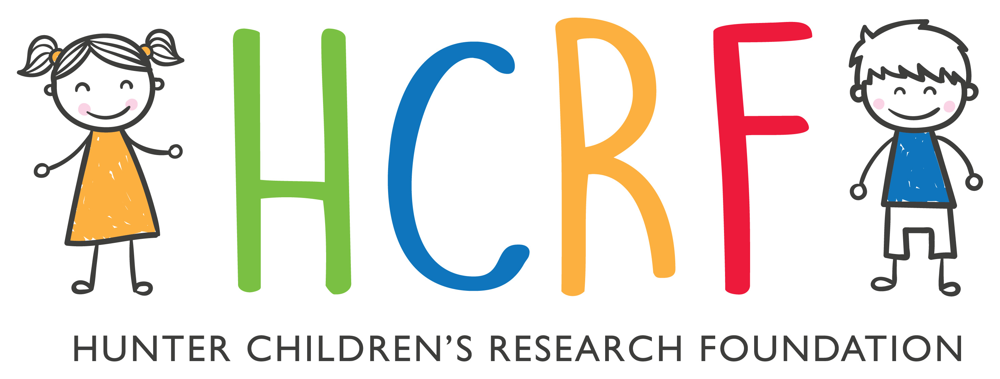 HCRF
HUNTER CHILDREN’S RESEARCH FOUNDATION